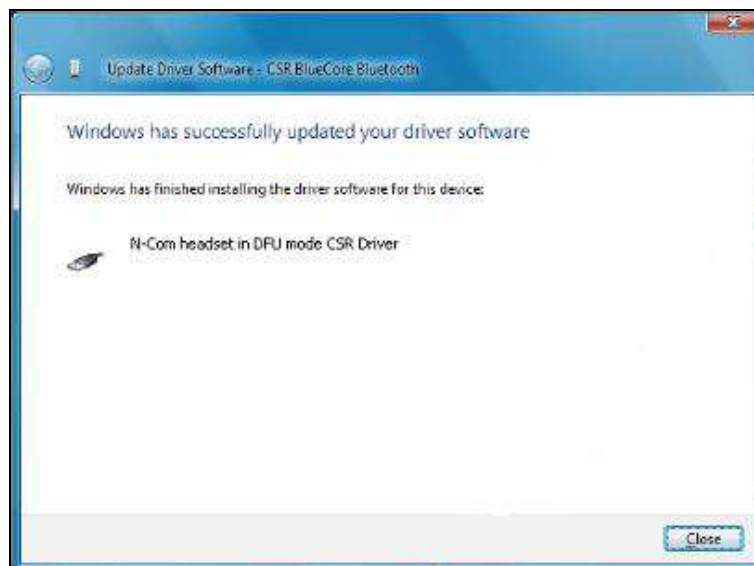 Update Driver Software - CSR BlueCore Bluetooth
Windows has successfully updated your driver software
Windows has finished installing the driver software for this device:
N-Com headset in DFU mode CSR Driver
Close